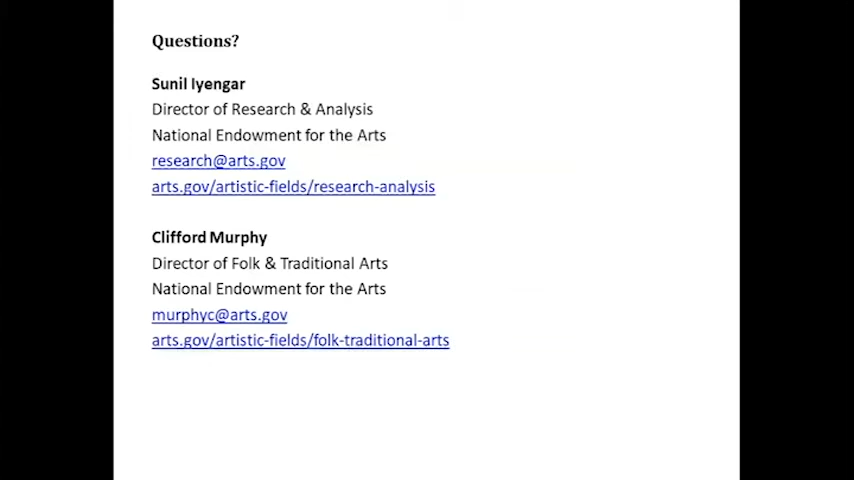 Questions?
Sunil Iyengar
Director of Research & Analysis
National Endowment for the Arts
research@arts.gov
arts.gov/artistic-fields/research-analysis
Clifford Murphy
Director of Folk & Traditional Arts
National Endowment for the Arts
murphyc@arts.gov
arts.gov/artistic-fields/folk-traditional-arts